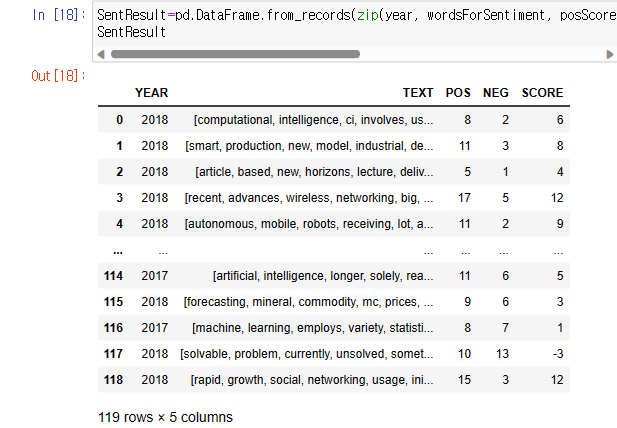 In [18]: SentResult=pd.DataFrame.from_records(zip(year, wordsForSentiment, posScore
SentResult
Out[18]:
YEAR TEXT POS NEG SCORE
0 2018 [computational, intelligence, ci, involves, us... 8 2 6
1 2018 [smart, production, new, model, industrial, de... 11 3 8
2 2018 [article, based, new, horizons, lecture, deliv... 5 1 4
3 2018 [recent, advances, wireless, networking, big, ... 17 5 12
4 2018 [autonomous, mobile, robots, receiving, lot, a... 11 2 9
... ... ... ... ... ...
114 2017 [artificial, intelligence, longer, solely, rea... 11 6 5
115 2018 [forecasting, mineral, commodity, mc, prices, ... 9 6 3
116 2017 [machine, learning, employs, variety, statisti... 8 7 1
117 2018 [solvable, problem, currently, unsolved, somet... 10 13 -3
118 2018 [rapid, growth, social, networking, usage, ini... 15 3 12
119 rows × 5 columns